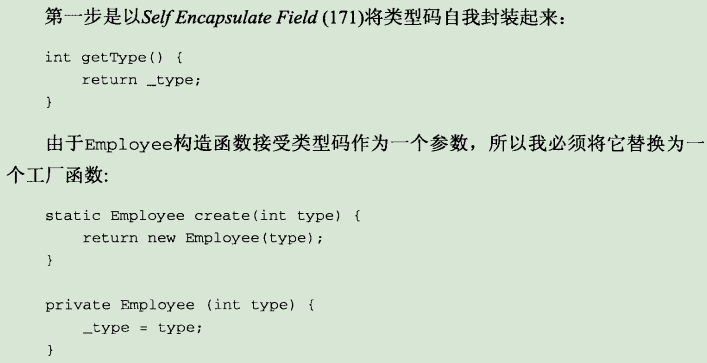 第一步是以Self Encapsulate Field (171)将类型码自我封装起来：
int getType() {
    return _type;
}
由于Employee构造函数接受类型码作为一个参数，所以我必须将它替换为一
个工厂函数:
static Employee create(int type) {
    return new Employee(type);
}
private Employee (int type) {
    _type = type;
}